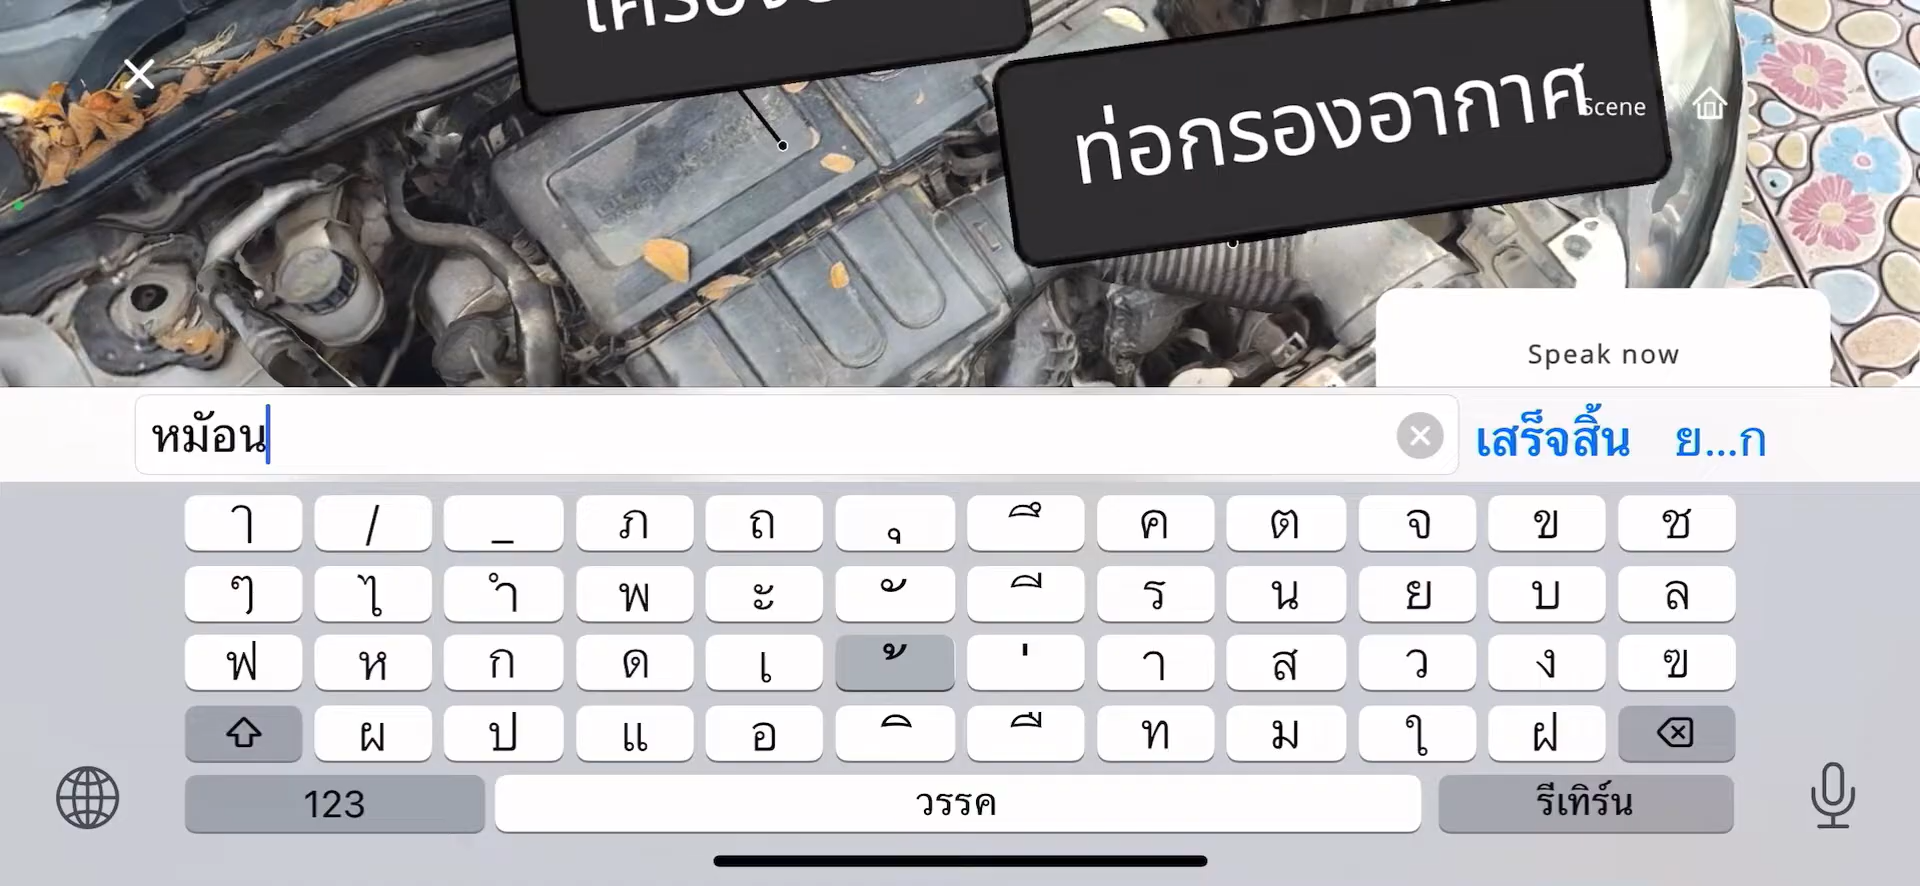 ท่อกรองอากาศ
Scene
Speak now
หม้อน
เสร็จสิ้น ย...ก
ๅ / _ ภ ถ ุ ึ ค ต จ ข ช
ๆ ไ ำ พ ะ ั ี ร น ย บ ล
ฟ ห ก ด เ ้ ่ า ส ว ง ฃ
ผ ป แ อ ิ ื ท ม ใ ฝ
123 วรรค รีเทิร์น